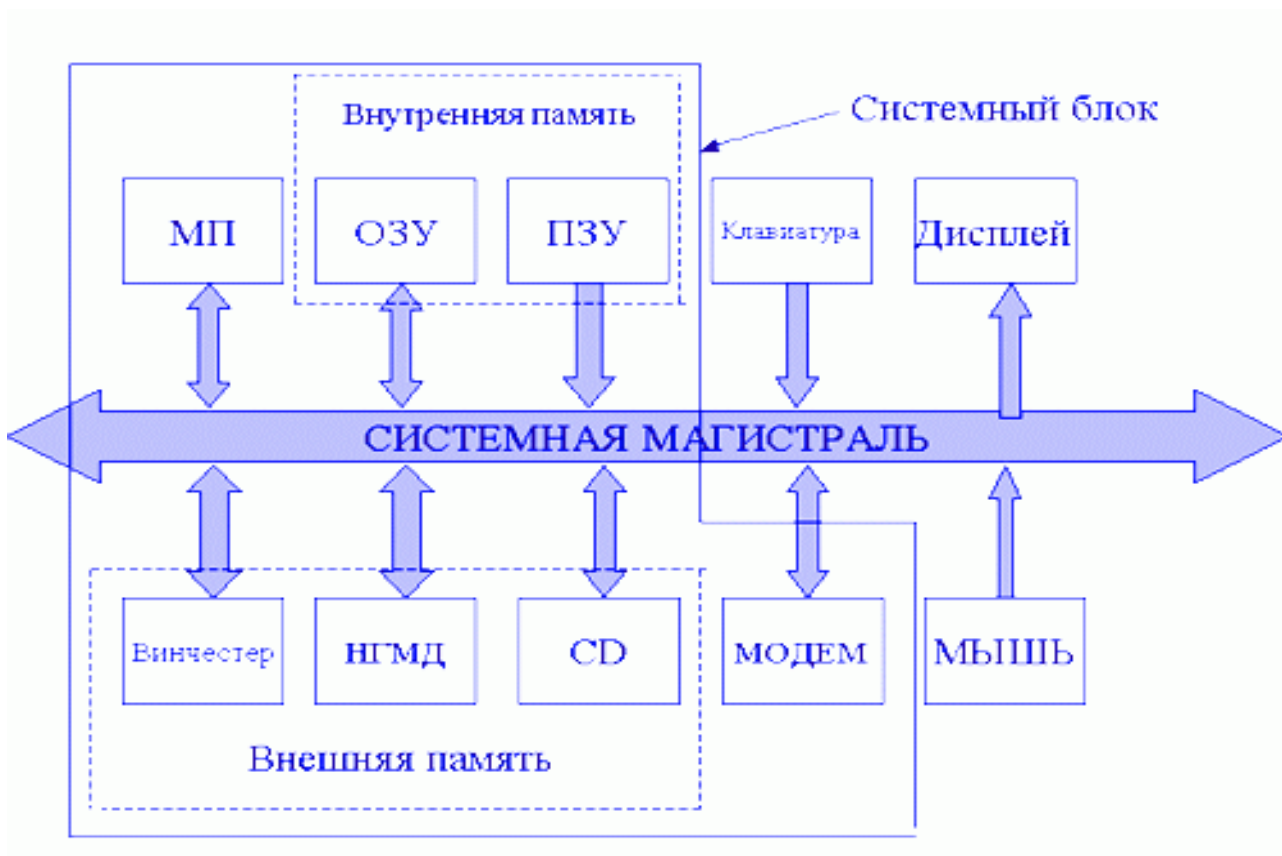 Внутренняя память
Системный блок
МП
ОЗУ
ПЗУ
Клавиатура
Дисплей
СИСТЕМНАЯ МАГИСТРАЛЬ
Винчестер
НГМД
CD
МОДЕМ
МЫШЬ
Внешняя память